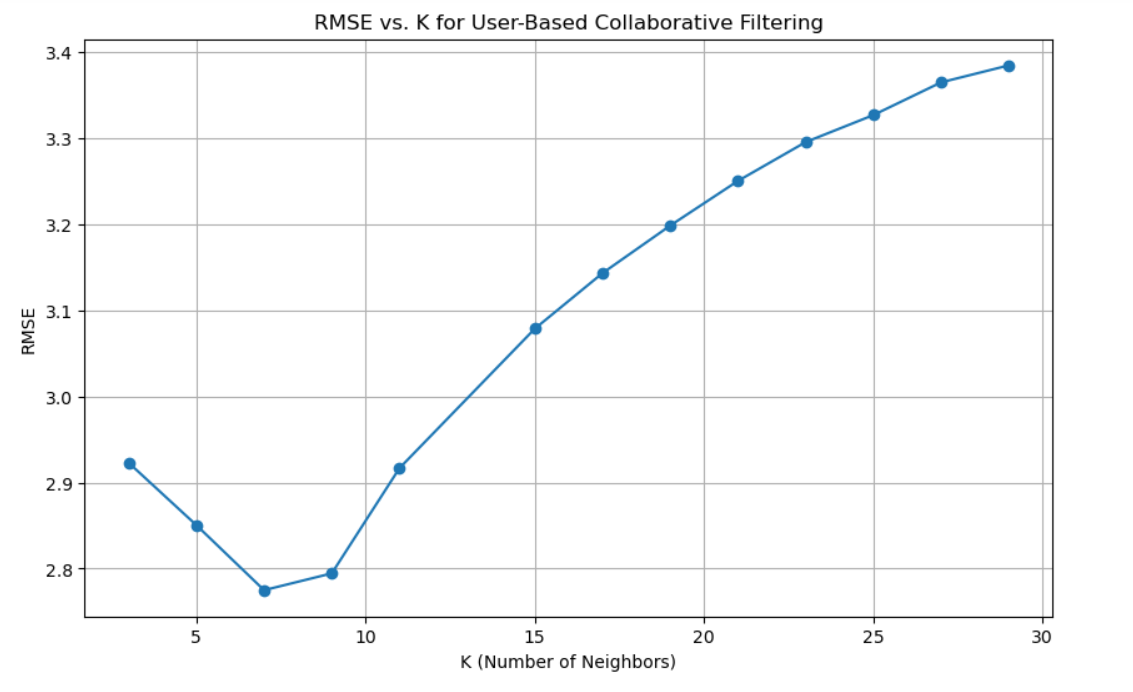 RMSE vs. K for User-Based Collaborative Filtering
3.4
3.3
3.2
3.1
3.0
2.9
2.8
RMSE
5 10 15 20 25 30
K (Number of Neighbors)